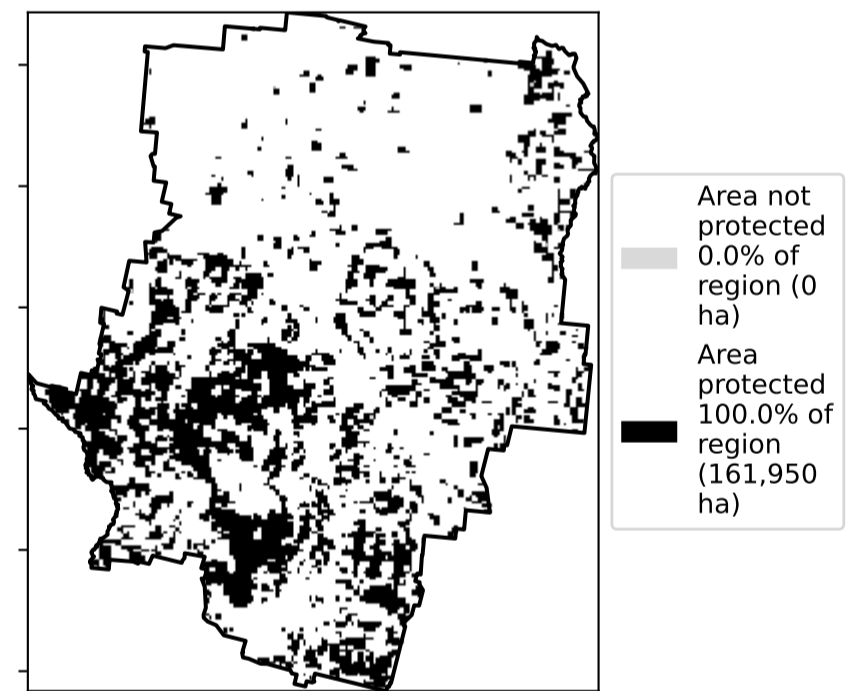 Area not
protected
0.0% of
region (0
ha)
Area
protected
100.0% of
region
(161,950
ha)